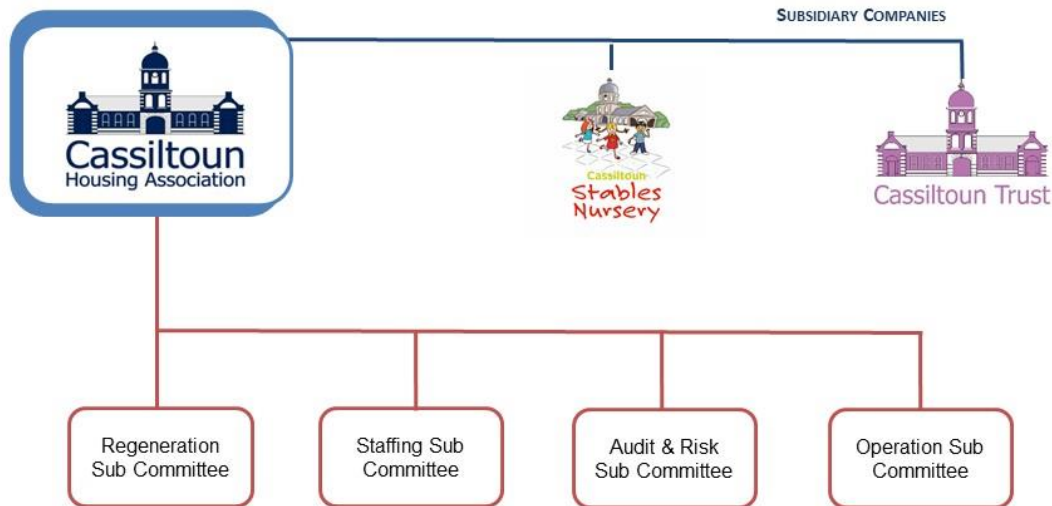 SUBSIDIARY COMPANIES
Cassiltoun
Housing Association
Cassiltoun
Stables
Nursery
Cassiltoun Trust
Regeneration
Sub Committee
Staffing Sub
Committee
Audit & Risk
Sub Committee
Operation Sub
Committee